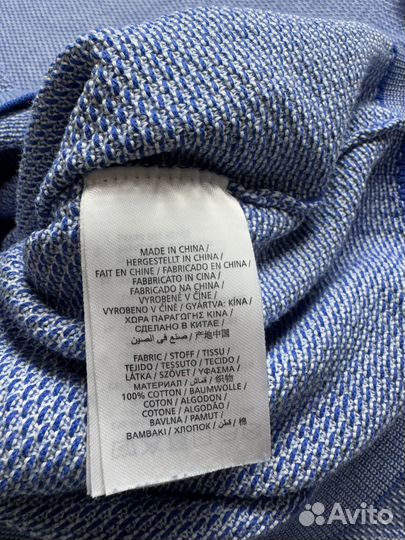 MADE IN CHINA /
HERGESTELLT IN CHINA /
FAIT EN CHINE / FABRICADO EN CHINA /
FABBRICATO IN CINA /
FABRICADO NA CHINA /
VYROBENÉ V ČÍNE /
VYROBENO V ČÍNĚ / GYÁRTVA: KÍNA /
ΧΩΡΑ ΠΑΡΑΓΩΓΗΣ ΚΙΝΑ /
СДЕЛАНО В КИТАЕ /
صنع في الصين / 产地中国
FABRIC / STOFF / TISSU /
TEJIDO / TESSUTO / TECIDO /
LÁTKA / SZÖVET / ΥΦΑΣΜΑ /
МАТЕРИАЛ / قماش / 织物
100% COTTON / BAUMWOLLE /
COTON / ALGODON /
COTONE / ALGODÃO /
BAVLNA / PAMUT /
BAMBAKI / ХЛОПОК / قطن / 棉
Avito